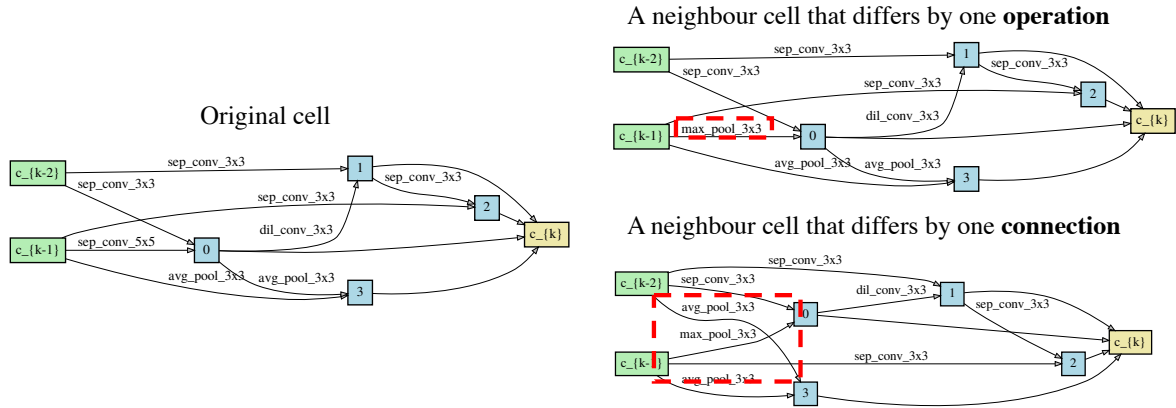 Original cell
c_{k-2}
sep_conv_3x3
1
sep_conv_3x3
sep_conv_3x3
sep_conv_3x3
2
c_{k-1}
sep_conv_5x5
0
dil_conv_3x3
c_{k}
avg_pool_3x3
avg_pool_3x3
3
A neighbour cell that differs by one operation
c_{k-2}
sep_conv_3x3
1
sep_conv_3x3
sep_conv_3x3
sep_conv_3x3
2
c_{k-1}
max_pool_3x3
0
dil_conv_3x3
c_{k}
avg_pool_3x3
avg_pool_3x3
3
A neighbour cell that differs by one connection
sep_conv_3x3
c_{k-2}
sep_conv_3x3
1
dil_conv_3x3
sep_conv_3x3
avg_pool_3x3
0
max_pool_3x3
c_{k}
c_{k-1}
sep_conv_3x3
2
avg_pool_3x3
3